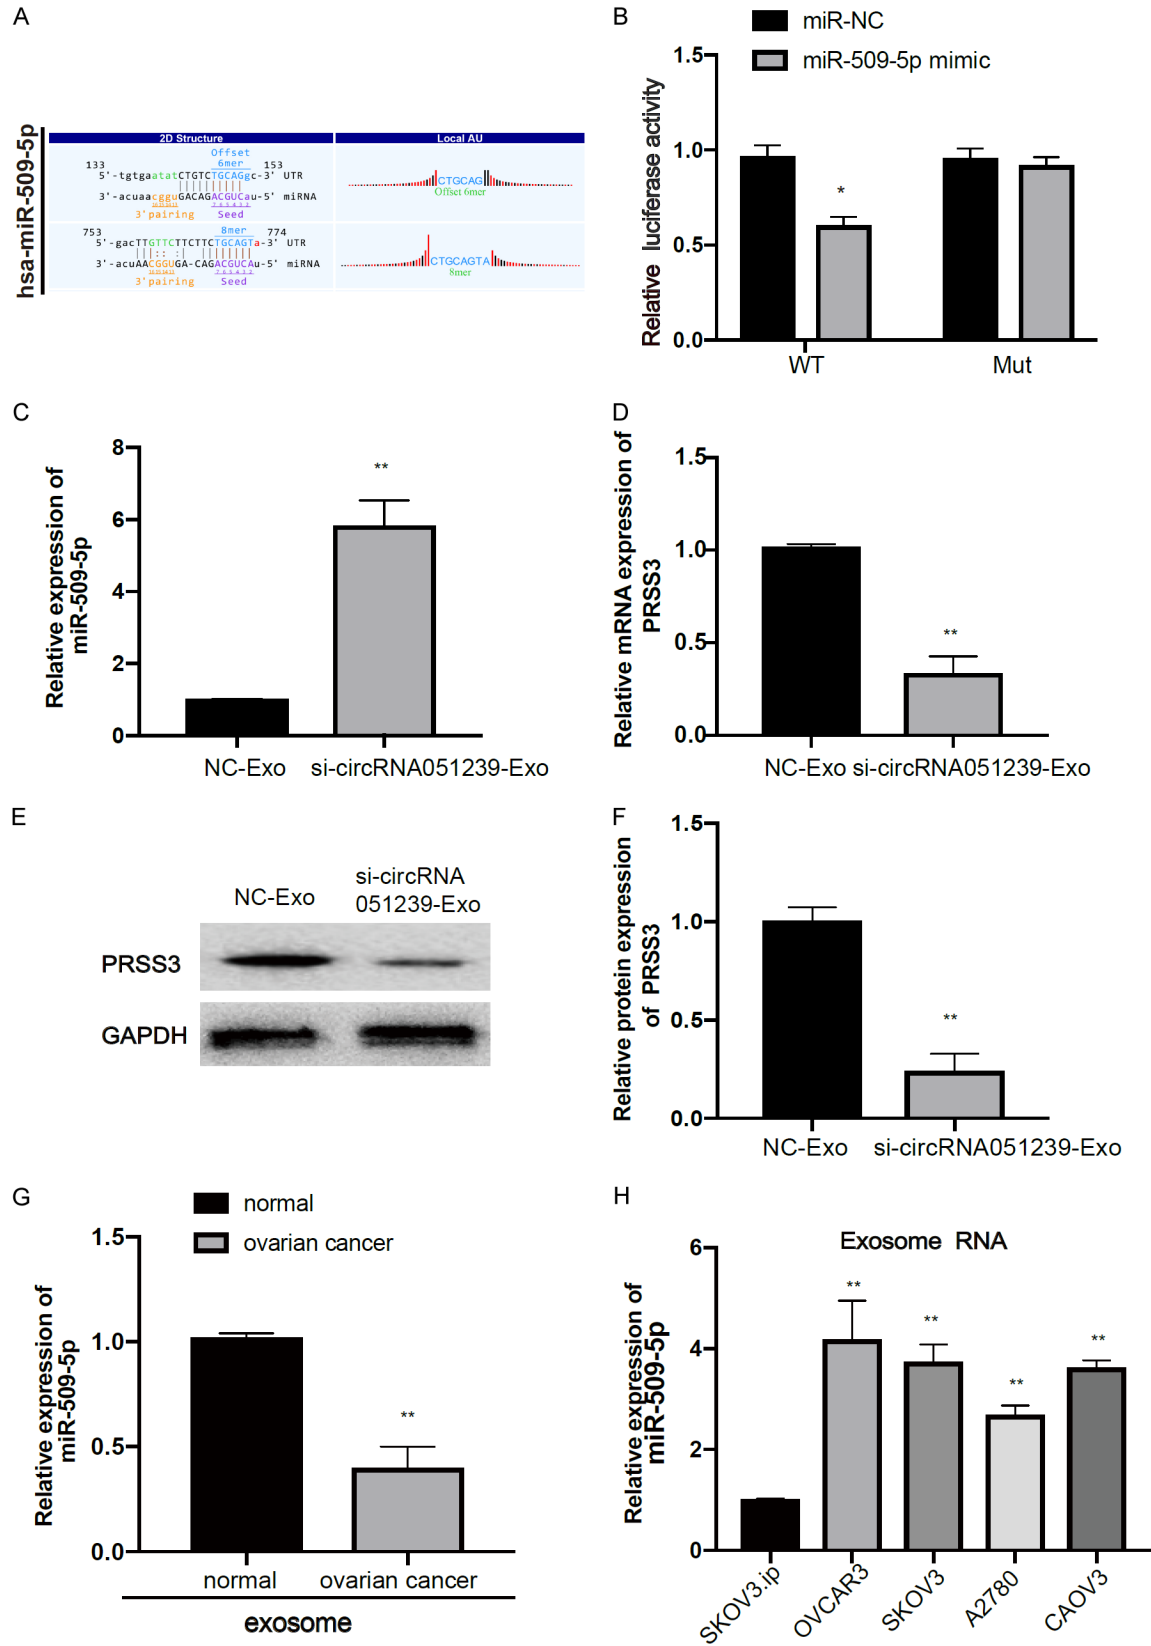 A
hsa-miR-509-5p
2D Structure
Local AU
Offset
6mer
133
153
5'-tgtgaatatCTGTCTGCAGgc-3' UTR
3'-acuaacgguGACAGACGUCau-5' miRNA
3'pairing
Seed
CTGCAG
Offset 6mer
8mer
753
774
5'-gacTTGTTCTTCTTCTGCAGTa-3' UTR
3'-acuAACGGUGA-CAGACGUCAu-5' miRNA
3'pairing
Seed
CTGCAGTA
8mer
B
miR-NC
miR-509-5p mimic
Relative luciferase activity
1.5
1.0
0.5
0.0
*
WT
Mut
C
Relative expression of
miR-509-5p
8
6
4
2
0
**
NC-Exo
si-circRNA051239-Exo
D
Relative mRNA expression of
PRSS3
1.5
1.0
0.5
0.0
**
NC-Exo
si-circRNA051239-Exo
E
NC-Exo
si-circRNA
051239-Exo
PRSS3
GAPDH
F
Relative protein expression
of PRSS3
1.5
1.0
0.5
0.0
**
NC-Exo
si-circRNA051239-Exo
G
normal
ovarian cancer
Relative expression of
miR-509-5p
1.5
1.0
0.5
0.0
**
normal
ovarian cancer
exosome
H
Exosome RNA
Relative expression of
miR-509-5p
6
4
2
0
**
**
**
**
SKOV3.ip
OVCAR3
SKOV3
A2780
CAOV3